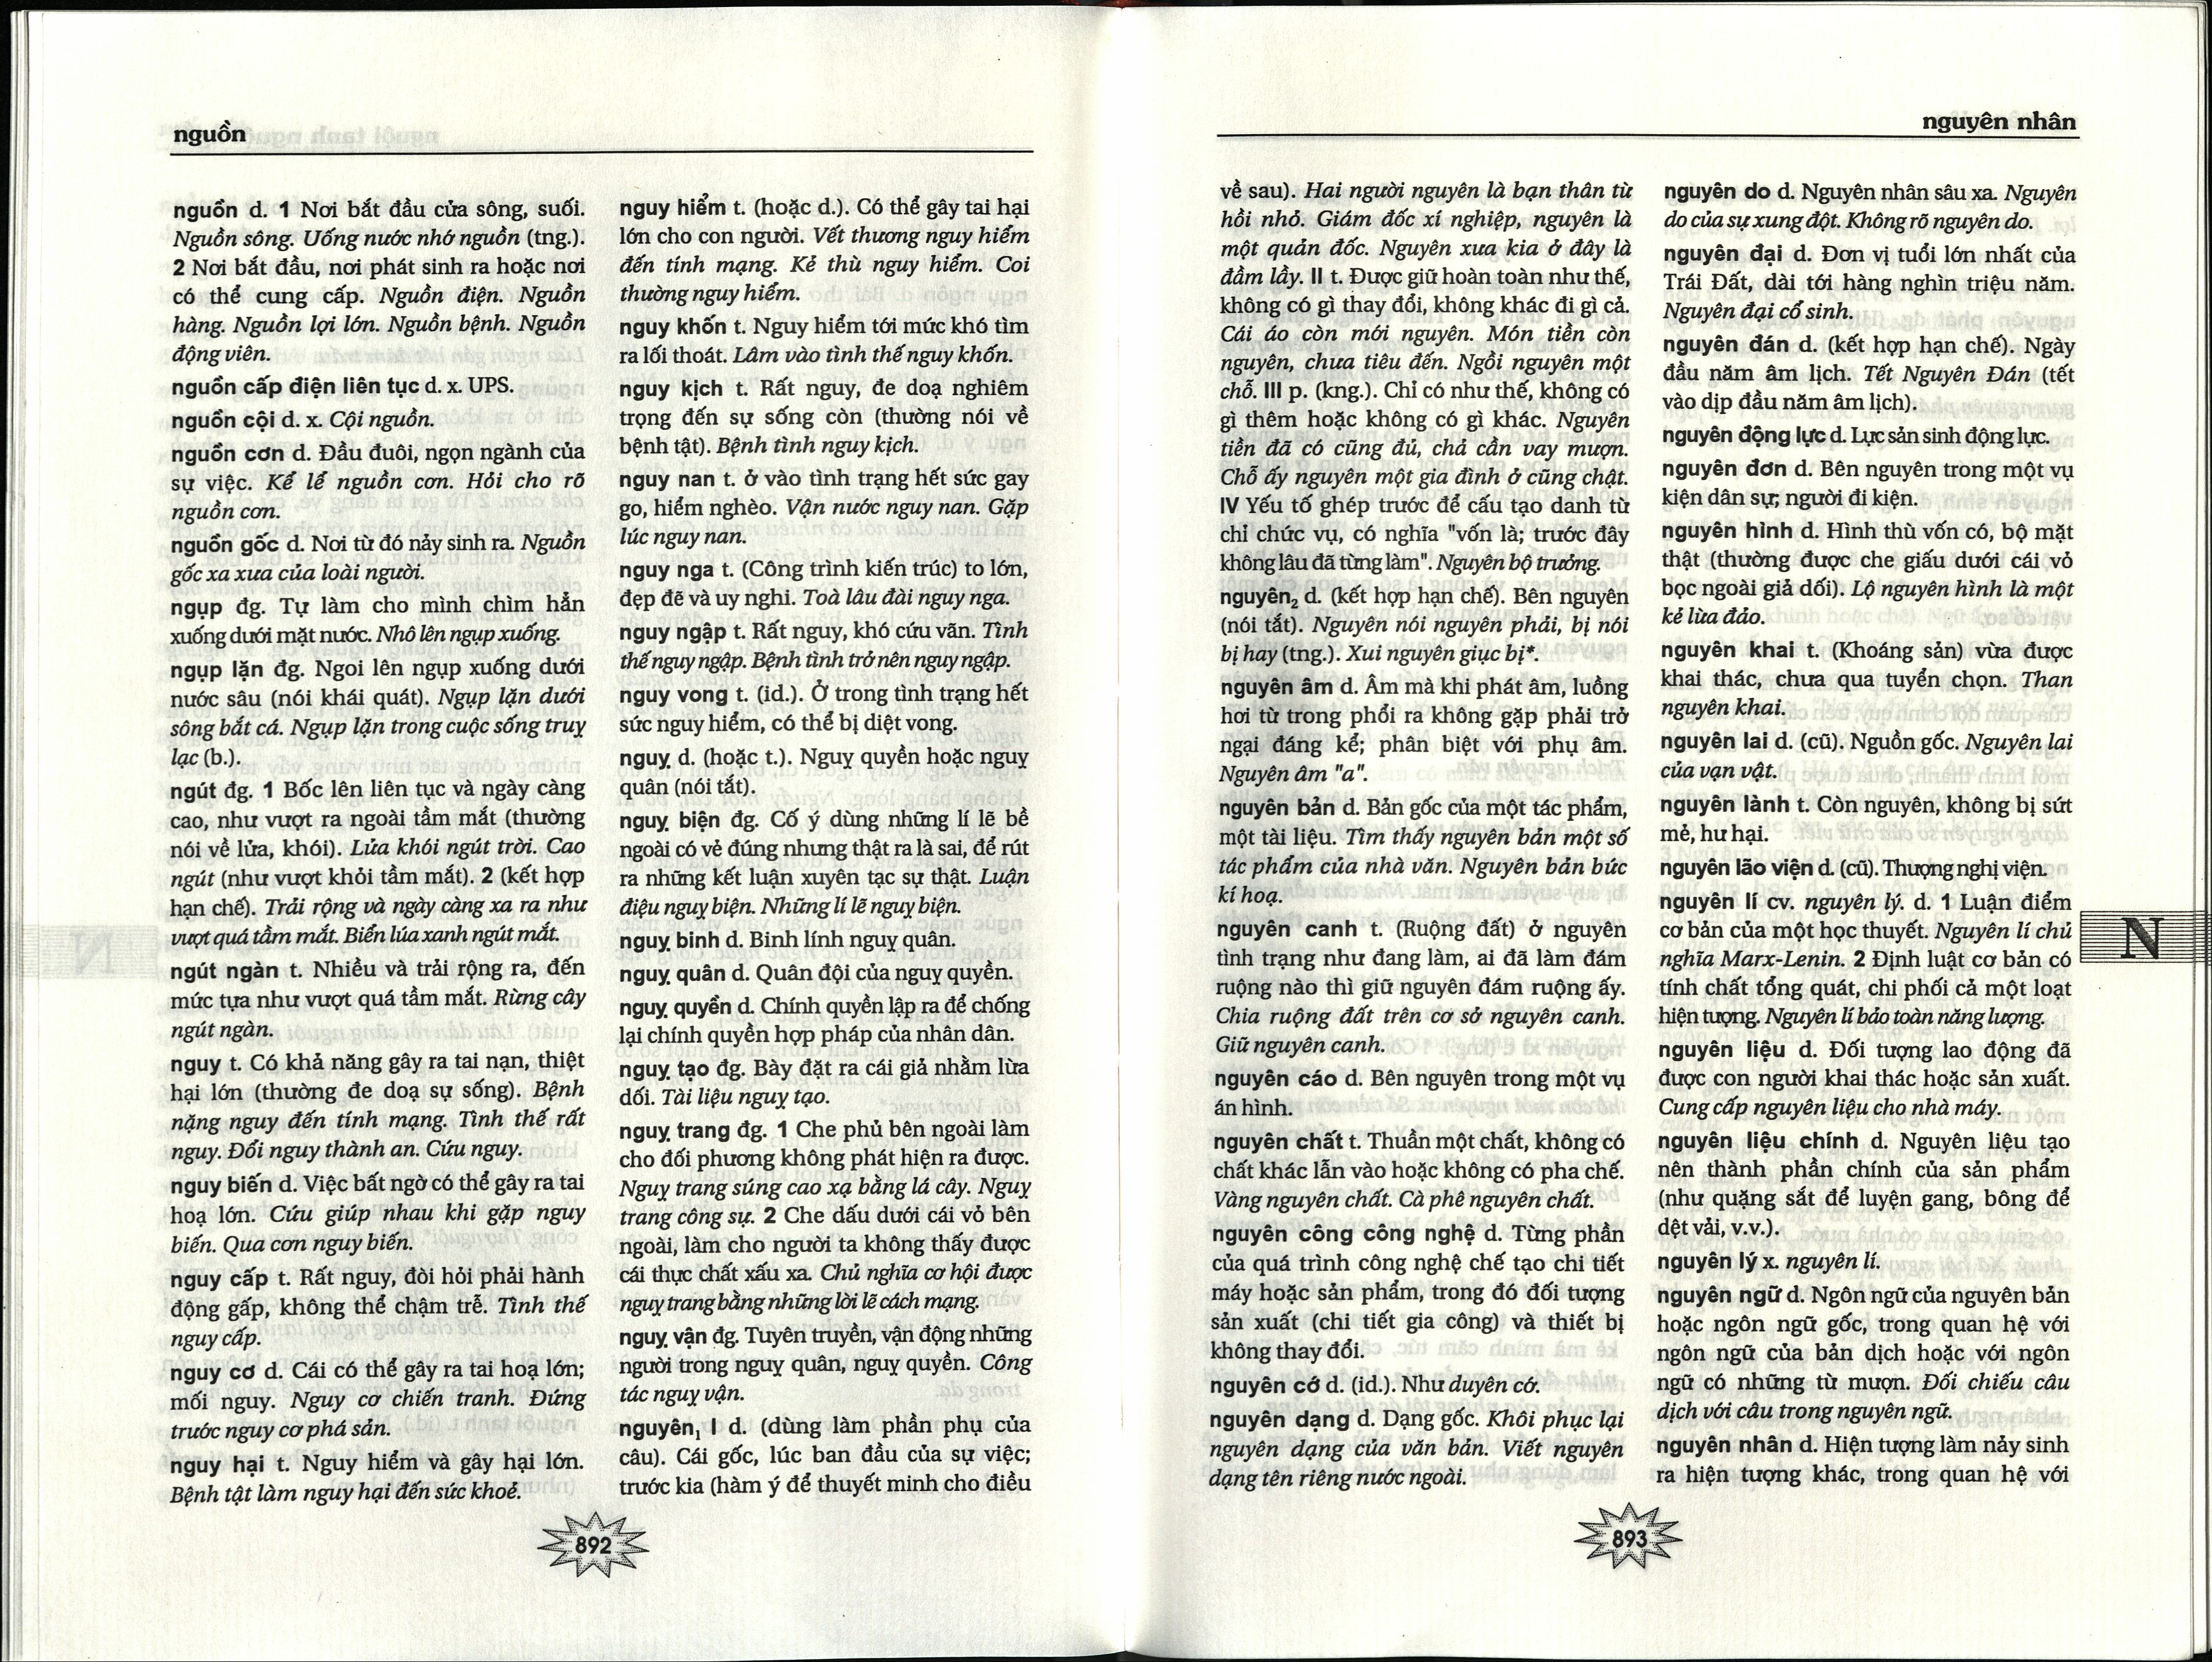 nguồn
nguồn d. 1 Nơi bắt đầu của sông, suối.
Nguồn sông. Uống nước nhớ nguồn (tng.).
2 Nơi bắt đầu, nơi phát sinh ra hoặc nơi
có thể cung cấp. Nguồn điện. Nguồn
hàng. Nguồn lợi lớn. Nguồn bệnh. Nguồn
động viên.
nguồn cấp điện liên tục d. x. UPS.
nguồn cội d. x. Cội nguồn.
nguồn cơn d. Đầu đuôi, ngọn ngành của
sự việc. Kể lể nguồn cơn. Hỏi cho rõ
nguồn cơn.
nguồn gốc d. Nơi từ đó nảy sinh ra. Nguồn
gốc xa xưa của loài người.
ngụp đg. Tự làm cho mình chìm hẳn
xuống dưới mặt nước. Nhô lên ngụp xuống.
ngụp lặn đg. Ngoi lên ngụp xuống dưới
nước sâu (nói khái quát). Ngụp lặn dưới
sông bắt cá. Ngụp lặn trong cuộc sống truỵ
lạc (b.).
ngút đg. 1 Bốc lên liên tục và ngày càng
cao, như vượt ra ngoài tầm mắt (thường
nói về lửa, khói). Lửa khói ngút trời. Cao
ngút (như vượt khỏi tầm mắt). 2 (kết hợp
hạn chế). Trải rộng và ngày càng xa ra như
vượt quá tầm mắt. Biển lúa xanh ngút mắt.
ngút ngàn t. Nhiều và trải rộng ra, đến
mức tựa như vượt quá tầm mắt. Rừng cây
ngút ngàn.
nguy t. Có khả năng gây ra tai nạn, thiệt
hại lớn (thường đe doạ sự sống). Bệnh
nặng nguy đến tính mạng. Tình thế rất
nguy. Đổi nguy thành an. Cứu nguy.
nguy biến d. Việc bất ngờ có thể gây ra tai
hoạ lớn. Cứu giúp nhau khi gặp nguy
biến. Qua cơn nguy biến.
nguy cấp t. Rất nguy, đòi hỏi phải hành
động gấp, không thể chậm trễ. Tình thế
nguy cấp.
nguy cơ d. Cái có thể gây ra tai hoạ lớn;
mối nguy. Nguy cơ chiến tranh. Đứng
trước nguy cơ phá sản.
nguy hại t. Nguy hiểm và gây hại lớn.
Bệnh tật làm nguy hại đến sức khoẻ.
nguy hiểm t. (hoặc d.). Có thể gây tai hại
lớn cho con người. Vết thương nguy hiểm
đến tính mạng. Kẻ thù nguy hiểm. Coi
thường nguy hiểm.
nguy khốn t. Nguy hiểm tới mức khó tìm
ra lối thoát. Lâm vào tình thế nguy khốn.
nguy kịch t. Rất nguy, đe doạ nghiêm
trọng đến sự sống còn (thường nói về
bệnh tật). Bệnh tình nguy kịch.
nguy nan t. ở vào tình trạng hết sức gay
go, hiểm nghèo. Vận nước nguy nan. Gặp
lúc nguy nan.
nguy nga t. (Công trình kiến trúc) to lớn,
đẹp đẽ và uy nghi. Toà lâu đài nguy nga.
nguy ngập t. Rất nguy, khó cứu vãn. Tình
thế nguy ngập. Bệnh tình trở nên nguy ngập.
nguy vong t. (id.). Ở trong tình trạng hết
sức nguy hiểm, có thể bị diệt vong.
nguỵ d. (hoặc t.). Nguỵ quyền hoặc nguỵ
quân (nói tắt).
nguỵ biện đg. Cố ý dùng những lí lẽ bề
ngoài có vẻ đúng nhưng thật ra là sai, để rút
ra những kết luận xuyên tạc sự thật. Luận
điệu nguỵ biện. Những lí lẽ nguỵ biện.
nguỵ binh d. Binh lính nguỵ quân.
nguỵ quân d. Quân đội của nguỵ quyền.
nguỵ quyền d. Chính quyền lập ra để chống
lại chính quyền hợp pháp của nhân dân.
nguỵ tạo đg. Bày đặt ra cái giả nhằm lừa
dối. Tài liệu nguỵ tạo.
nguỵ trang đg. 1 Che phủ bên ngoài làm
cho đối phương không phát hiện ra được.
Nguỵ trang súng cao xạ bằng lá cây. Nguỵ
trang công sự. 2 Che dấu dưới cái vỏ bên
ngoài, làm cho người ta không thấy được
cái thực chất xấu xa. Chủ nghĩa cơ hội được
nguỵ trang bằng những lời lẽ cách mạng.
nguỵ vận đg. Tuyên truyền, vận động những
người trong nguỵ quân, nguỵ quyền. Công
tác nguỵ vận.
nguyên₁ I d. (dùng làm phần phụ của
câu). Cái gốc, lúc ban đầu của sự việc;
trước kia (hàm ý để thuyết minh cho điều
892
nguyên nhân
về sau). Hai người nguyên là bạn thân từ
hồi nhỏ. Giám đốc xí nghiệp, nguyên là
một quản đốc. Nguyên xưa kia ở đây là
đầm lầy. II t. Được giữ hoàn toàn như thế,
không có gì thay đổi, không khác đi gì cả.
Cái áo còn mới nguyên. Món tiền còn
nguyên, chưa tiêu đến. Ngồi nguyên một
chỗ. III p. (kng.). Chỉ có như thế, không có
gì thêm hoặc không có gì khác. Nguyên
tiền đã có cũng đủ, chả cần vay mượn.
Chỗ ấy nguyên một gia đình ở cũng chật.
IV Yếu tố ghép trước để cấu tạo danh từ
chỉ chức vụ, có nghĩa "vốn là; trước đây
không lâu đã từng làm". Nguyên bộ trưởng.
nguyên₂ d. (kết hợp hạn chế). Bên nguyên
(nói tắt). Nguyên nói nguyên phải, bị nói
bị hay (tng.). Xui nguyên giục bị*.
nguyên âm d. Âm mà khi phát âm, luồng
hơi từ trong phổi ra không gặp phải trở
ngại đáng kể; phân biệt với phụ âm.
Nguyên âm "a".
nguyên bản d. Bản gốc của một tác phẩm,
một tài liệu. Tìm thấy nguyên bản một số
tác phẩm của nhà văn. Nguyên bản bức
kí hoạ.
nguyên canh t. (Ruộng đất) ở nguyên
tình trạng như đang làm, ai đã làm đám
ruộng nào thì giữ nguyên đám ruộng ấy.
Chia ruộng đất trên cơ sở nguyên canh.
Giữ nguyên canh.
nguyên cáo d. Bên nguyên trong một vụ
án hình.
nguyên chất t. Thuần một chất, không có
chất khác lẫn vào hoặc không có pha chế.
Vàng nguyên chất. Cà phê nguyên chất.
nguyên công công nghệ d. Từng phần
của quá trình công nghệ chế tạo chi tiết
máy hoặc sản phẩm, trong đó đối tượng
sản xuất (chi tiết gia công) và thiết bị
không thay đổi.
nguyên cớ d. (id.). Như duyên cớ.
nguyên dạng d. Dạng gốc. Khôi phục lại
nguyên dạng của văn bản. Viết nguyên
dạng tên riêng nước ngoài.
nguyên do d. Nguyên nhân sâu xa. Nguyên
do của sự xung đột. Không rõ nguyên do.
nguyên đại d. Đơn vị tuổi lớn nhất của
Trái Đất, dài tới hàng nghìn triệu năm.
Nguyên đại cổ sinh.
nguyên đán d. (kết hợp hạn chế). Ngày
đầu năm âm lịch. Tết Nguyên Đán (tết
vào dịp đầu năm âm lịch).
nguyên động lực d. Lực sản sinh động lực.
nguyên đơn d. Bên nguyên trong một vụ
kiện dân sự; người đi kiện.
nguyên hình d. Hình thù vốn có, bộ mặt
thật (thường được che giấu dưới cái vỏ
bọc ngoài giả dối). Lộ nguyên hình là một
kẻ lừa đảo.
nguyên khai t. (Khoáng sản) vừa được
khai thác, chưa qua tuyển chọn. Than
nguyên khai.
nguyên lai d. (cũ). Nguồn gốc. Nguyên lai
của vạn vật.
nguyên lành t. Còn nguyên, không bị sứt
mẻ, hư hại.
nguyên lão viện d. (cũ). Thượng nghị viện.
nguyên lí cv. nguyên lý. d. 1 Luận điểm
cơ bản của một học thuyết. Nguyên lí chủ
nghĩa Marx-Lenin. 2 Định luật cơ bản có
tính chất tổng quát, chi phối cả một loạt
hiện tượng. Nguyên lí bảo toàn năng lượng.
nguyên liệu d. Đối tượng lao động đã
được con người khai thác hoặc sản xuất.
Cung cấp nguyên liệu cho nhà máy.
nguyên liệu chính d. Nguyên liệu tạo
nên thành phần chính của sản phẩm
(như quặng sắt để luyện gang, bông để
dệt vải, v.v.).
nguyên lý x. nguyên lí.
nguyên ngữ d. Ngôn ngữ của nguyên bản
hoặc ngôn ngữ gốc, trong quan hệ với
ngôn ngữ của bản dịch hoặc với ngôn
ngữ có những từ mượn. Đối chiếu câu
dịch với câu trong nguyên ngữ.
nguyên nhân d. Hiện tượng làm nảy sinh
ra hiện tượng khác, trong quan hệ với
N
893